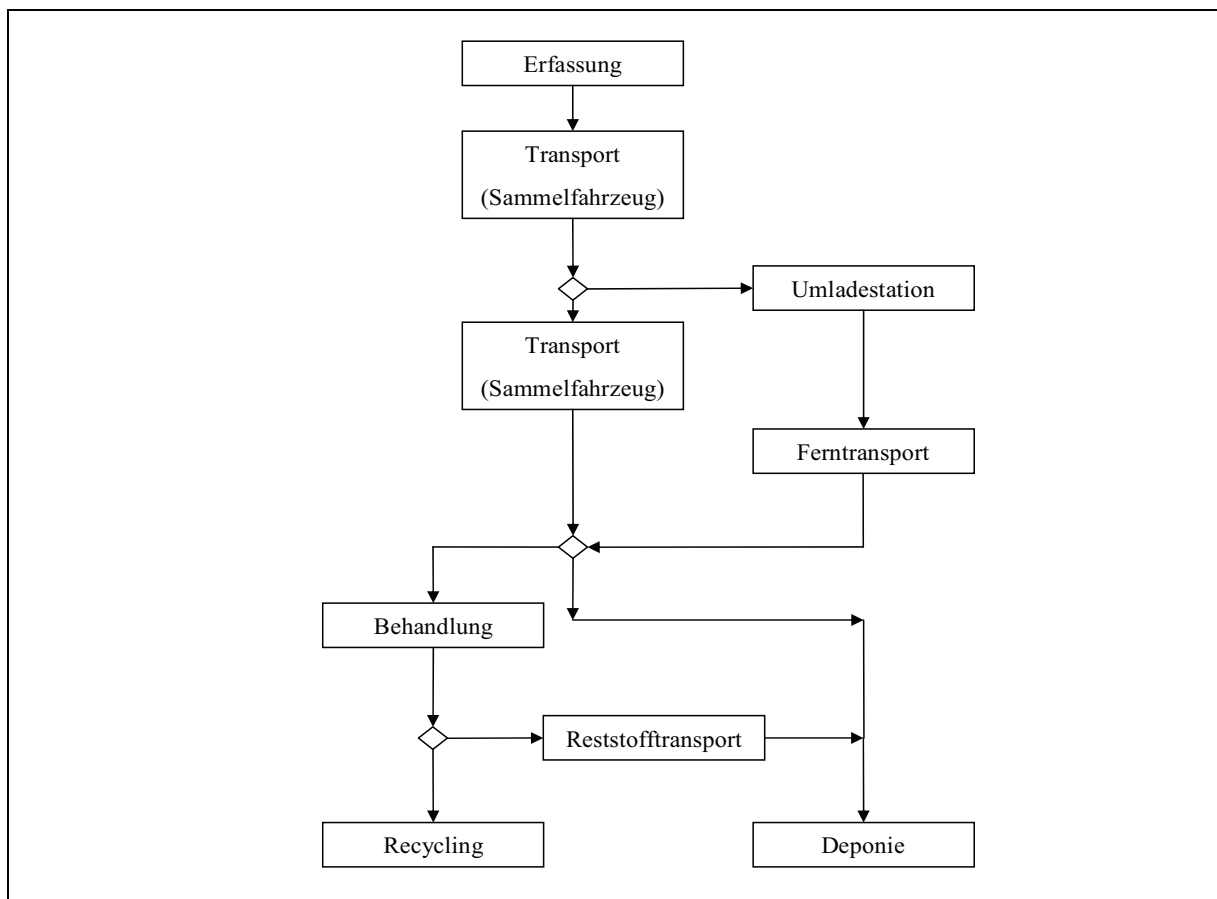 Erfassung
Transport
(Sammelfahrzeug)
Umladestation
Transport
(Sammelfahrzeug)
Ferntransport
Behandlung
Reststofftransport
Recycling
Deponie